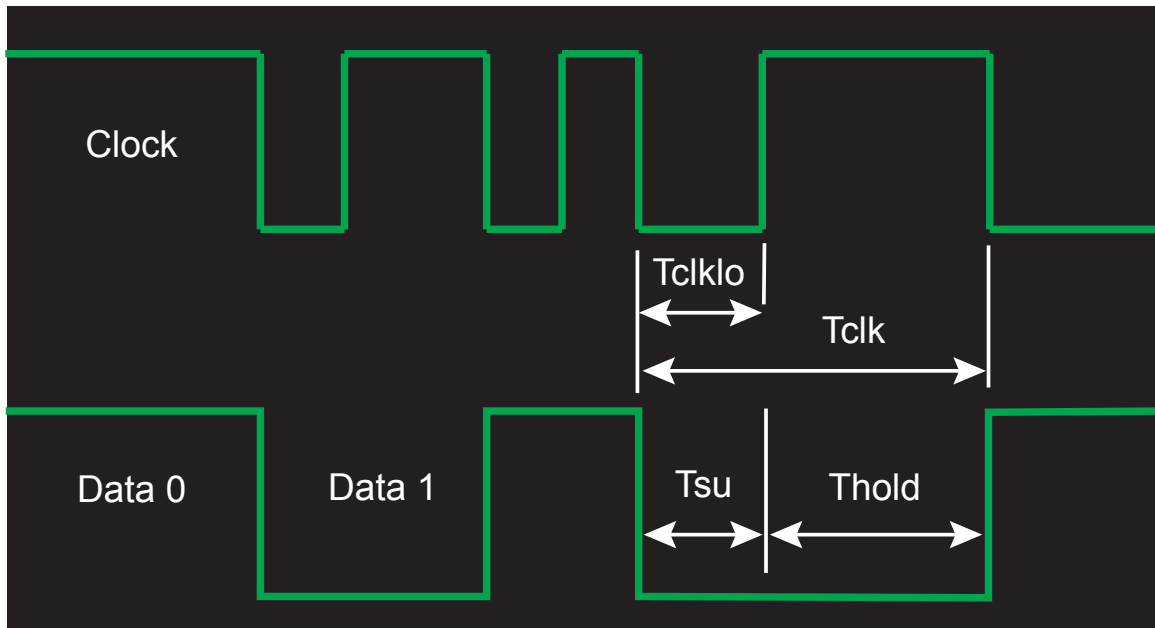 Clock
Tclklo
Tclk
Data 0
Data 1
Tsu
Thold